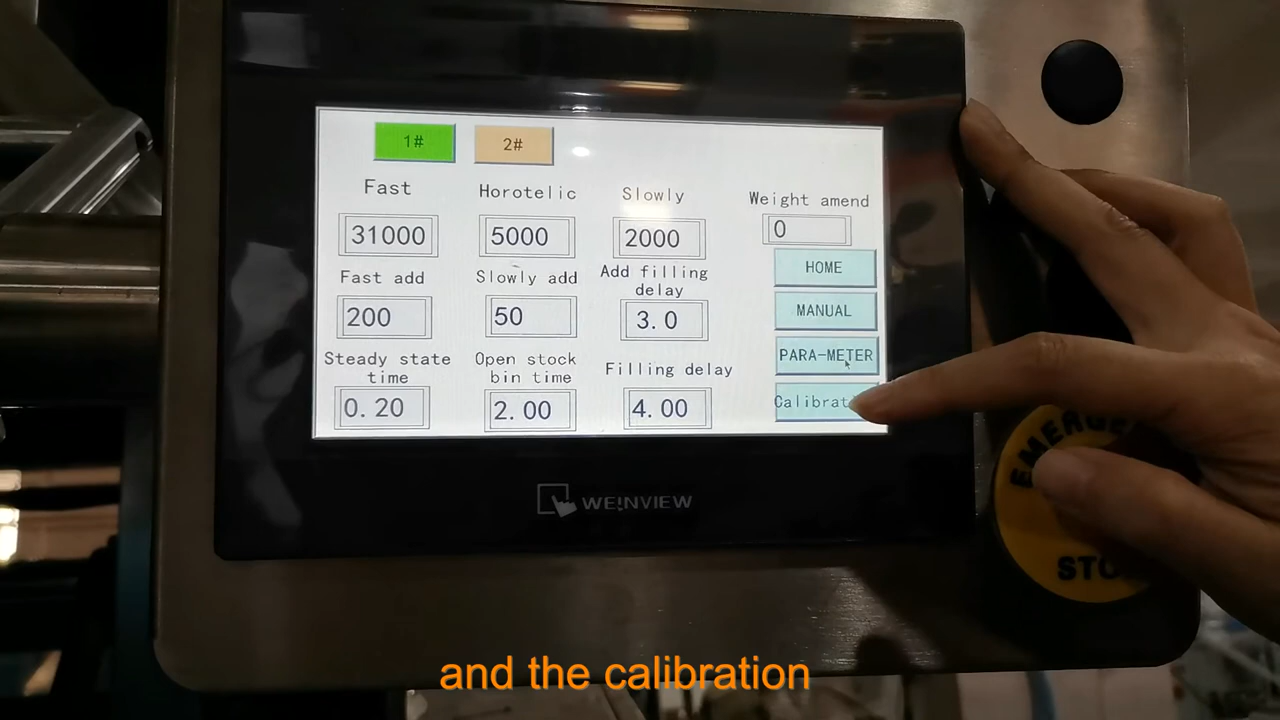 1# 2#
Fast Horotelic Slowly Weight amend
31000 5000 2000 0
Fast add Slowly add Add filling
delay
200 50 3.0
Steady state Open stock Filling delay
time bin time
0.20 2.00 4.00
HOME
MANUAL
PARA-METER
WEINVIEW
EMERGE
STO
and the calibration